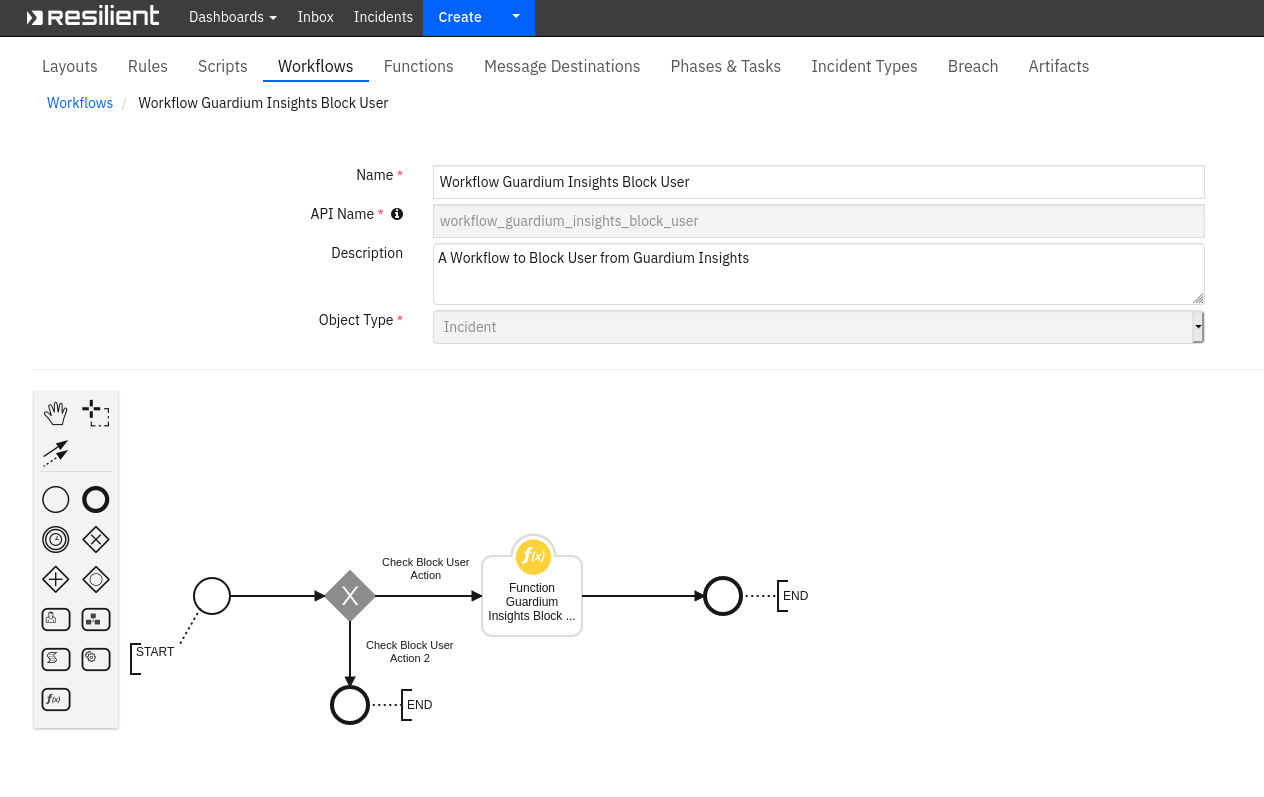 resilient Dashboards Inbox Incidents Create
Layouts Rules Scripts Workflows Functions Message Destinations Phases & Tasks Incident Types Breach Artifacts
Workflows / Workflow Guardium Insights Block User
Name * Workflow Guardium Insights Block User
API Name * workflow_guardium_insights_block_user
Description A Workflow to Block User from Guardium Insights
Object Type * Incident
Check Block User
Action
f(x)
Function
Guardium
Insights Block ...
X
END
START
Check Block User
Action 2
END
f(x)